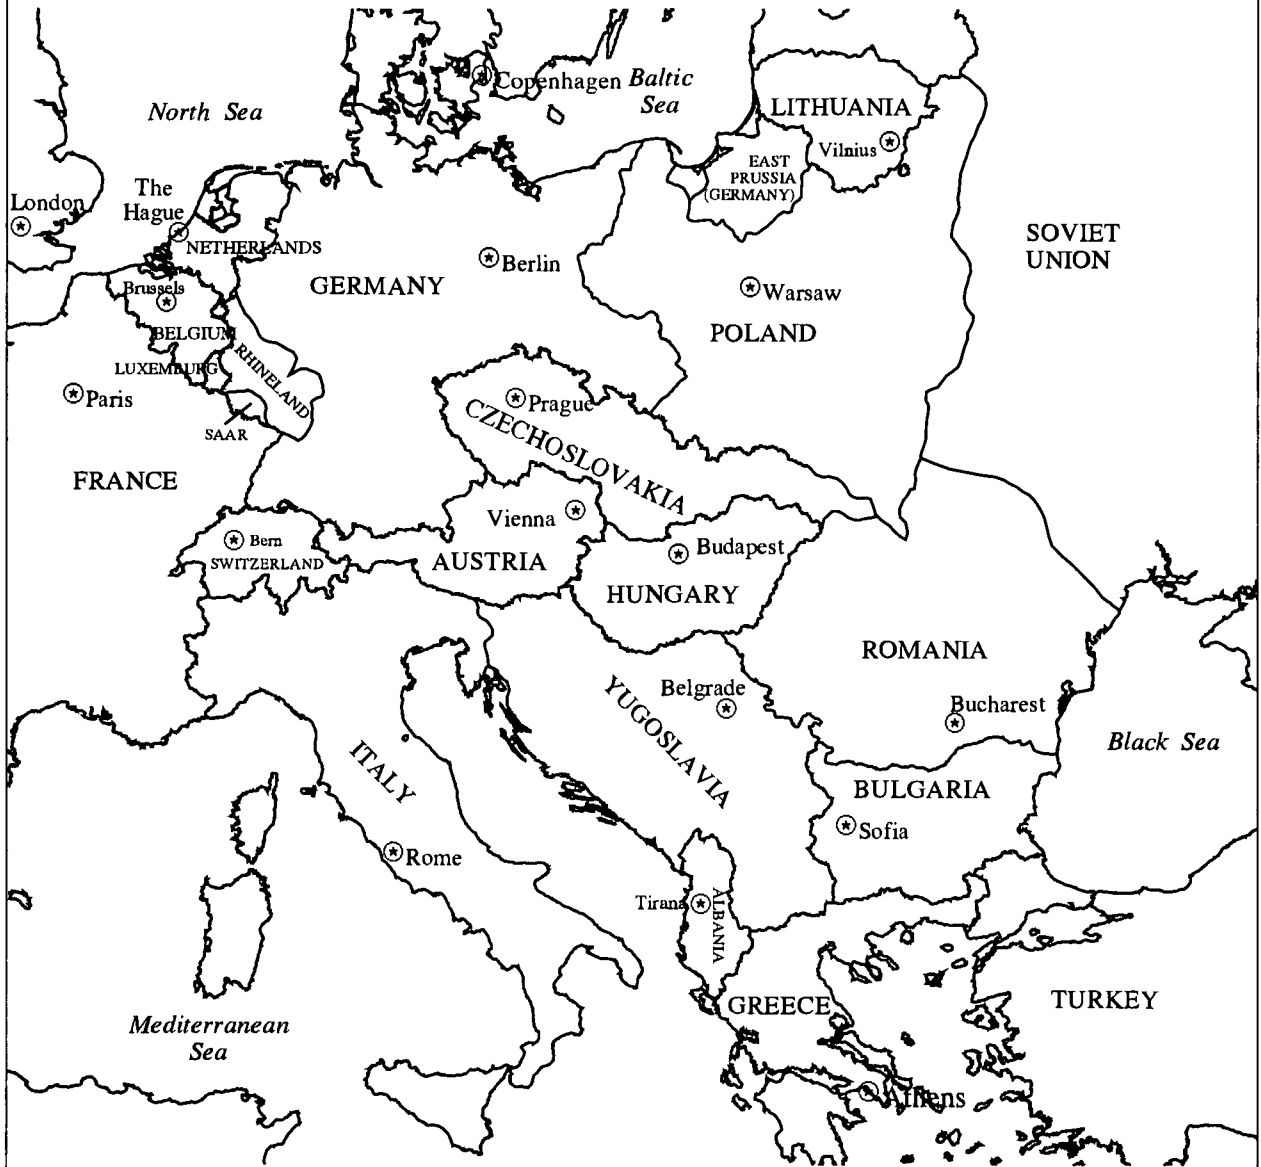 Copenhagen
Baltic
Sea
North Sea
LITHUANIA
Vilnius
EAST
PRUSSIA
(GERMANY)
London
The
Hague
NETHERLANDS
SOVIET
UNION
GERMANY
Berlin
Warsaw
POLAND
Brussels
BELGIUM
LUXEMBURG
RHINELAND
SAAR
Paris
FRANCE
Prague
CZECHOSLOVAKIA
Vienna
AUSTRIA
Bern
SWITZERLAND
Budapest
HUNGARY
ROMANIA
Bucharest
Belgrade
YUGOSLAVIA
Black Sea
ITALY
BULGARIA
Sofia
Rome
Tirana
ALBANIA
GREECE
TURKEY
Mediterranean
Sea
Athens